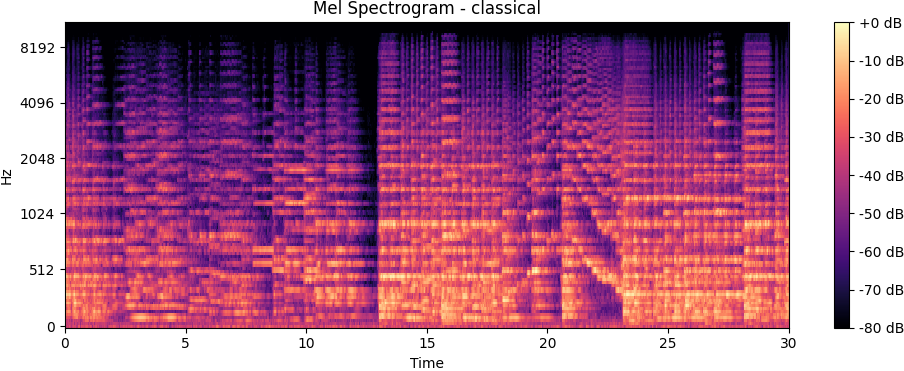 Mel Spectrogram - classical
Hz
8192
4096
2048
1024
512
0
0 5 10 15 20 25 30
Time
+0 dB
-10 dB
-20 dB
-30 dB
-40 dB
-50 dB
-60 dB
-70 dB
-80 dB